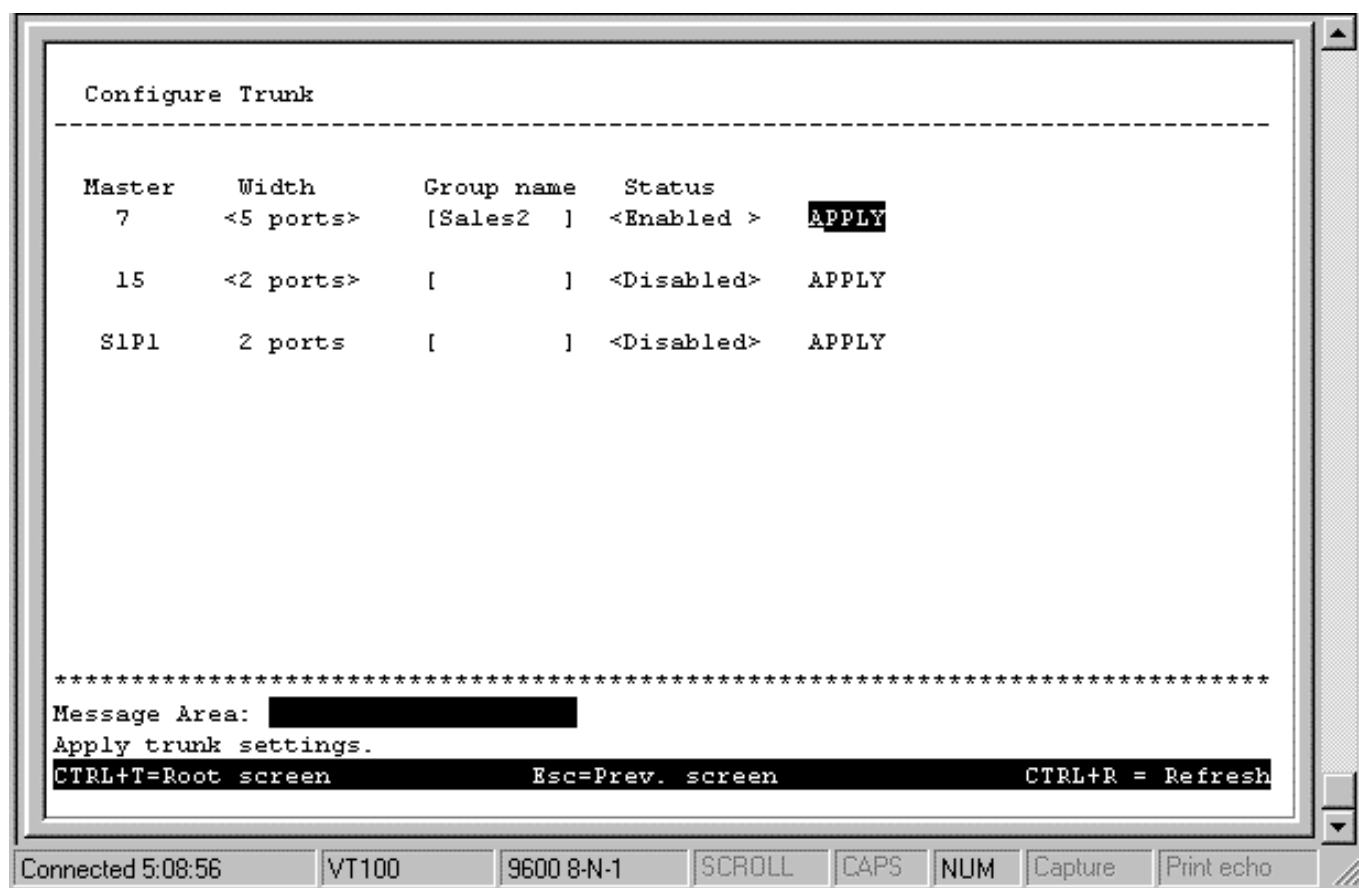 Configure Trunk
--------------------------------------------------------------------------------
Master Width Group name Status
7 <5 ports> [Sales2 ] <Enabled > APPLY
15 <2 ports> [ ] <Disabled> APPLY
S1P1 2 ports [ ] <Disabled> APPLY
********************************************************************************
Message Area:
Apply trunk settings.
CTRL+T=Root screen Esc=Prev. screen CTRL+R = Refresh
Connected 5:08:56 VT100 9600 8-N-1 SCROLL CAPS NUM Capture Print echo